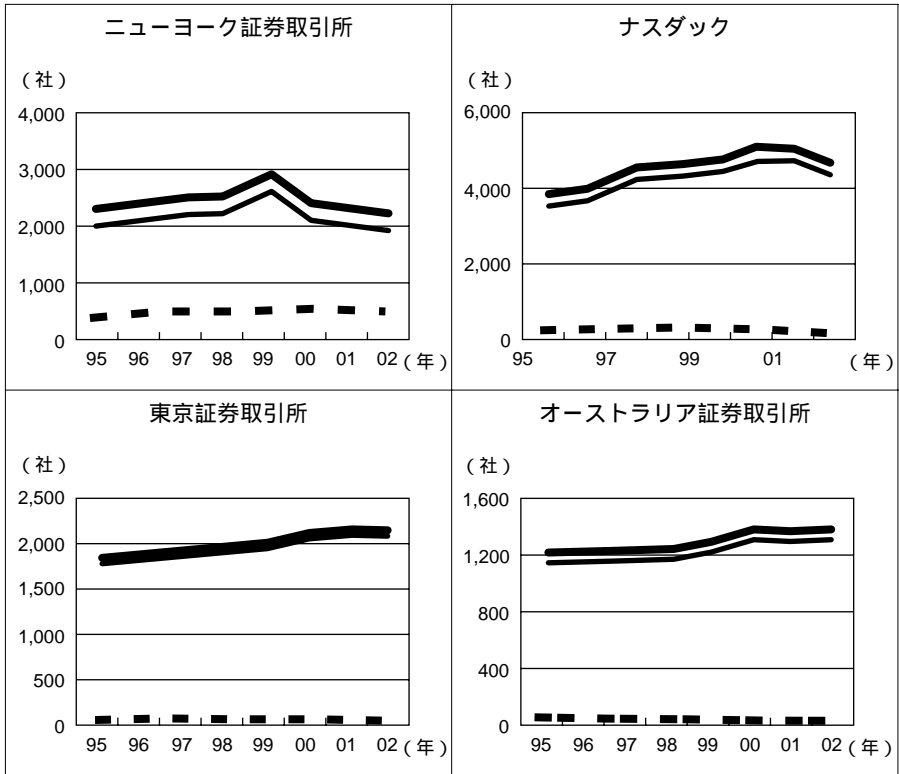 ニューヨーク証券取引所
（社）
4,000
3,000
2,000
1,000
0
95 96 97 98 99 00 01 02 （年）
ナスダック
（社）
6,000
4,000
2,000
0
95 97 99 01 （年）
東京証券取引所
（社）
2,500
2,000
1,500
1,000
500
0
95 96 97 98 99 00 01 02 （年）
オーストラリア証券取引所
（社）
1,600
1,200
800
400
0
95 96 97 98 99 00 01 02 （年）